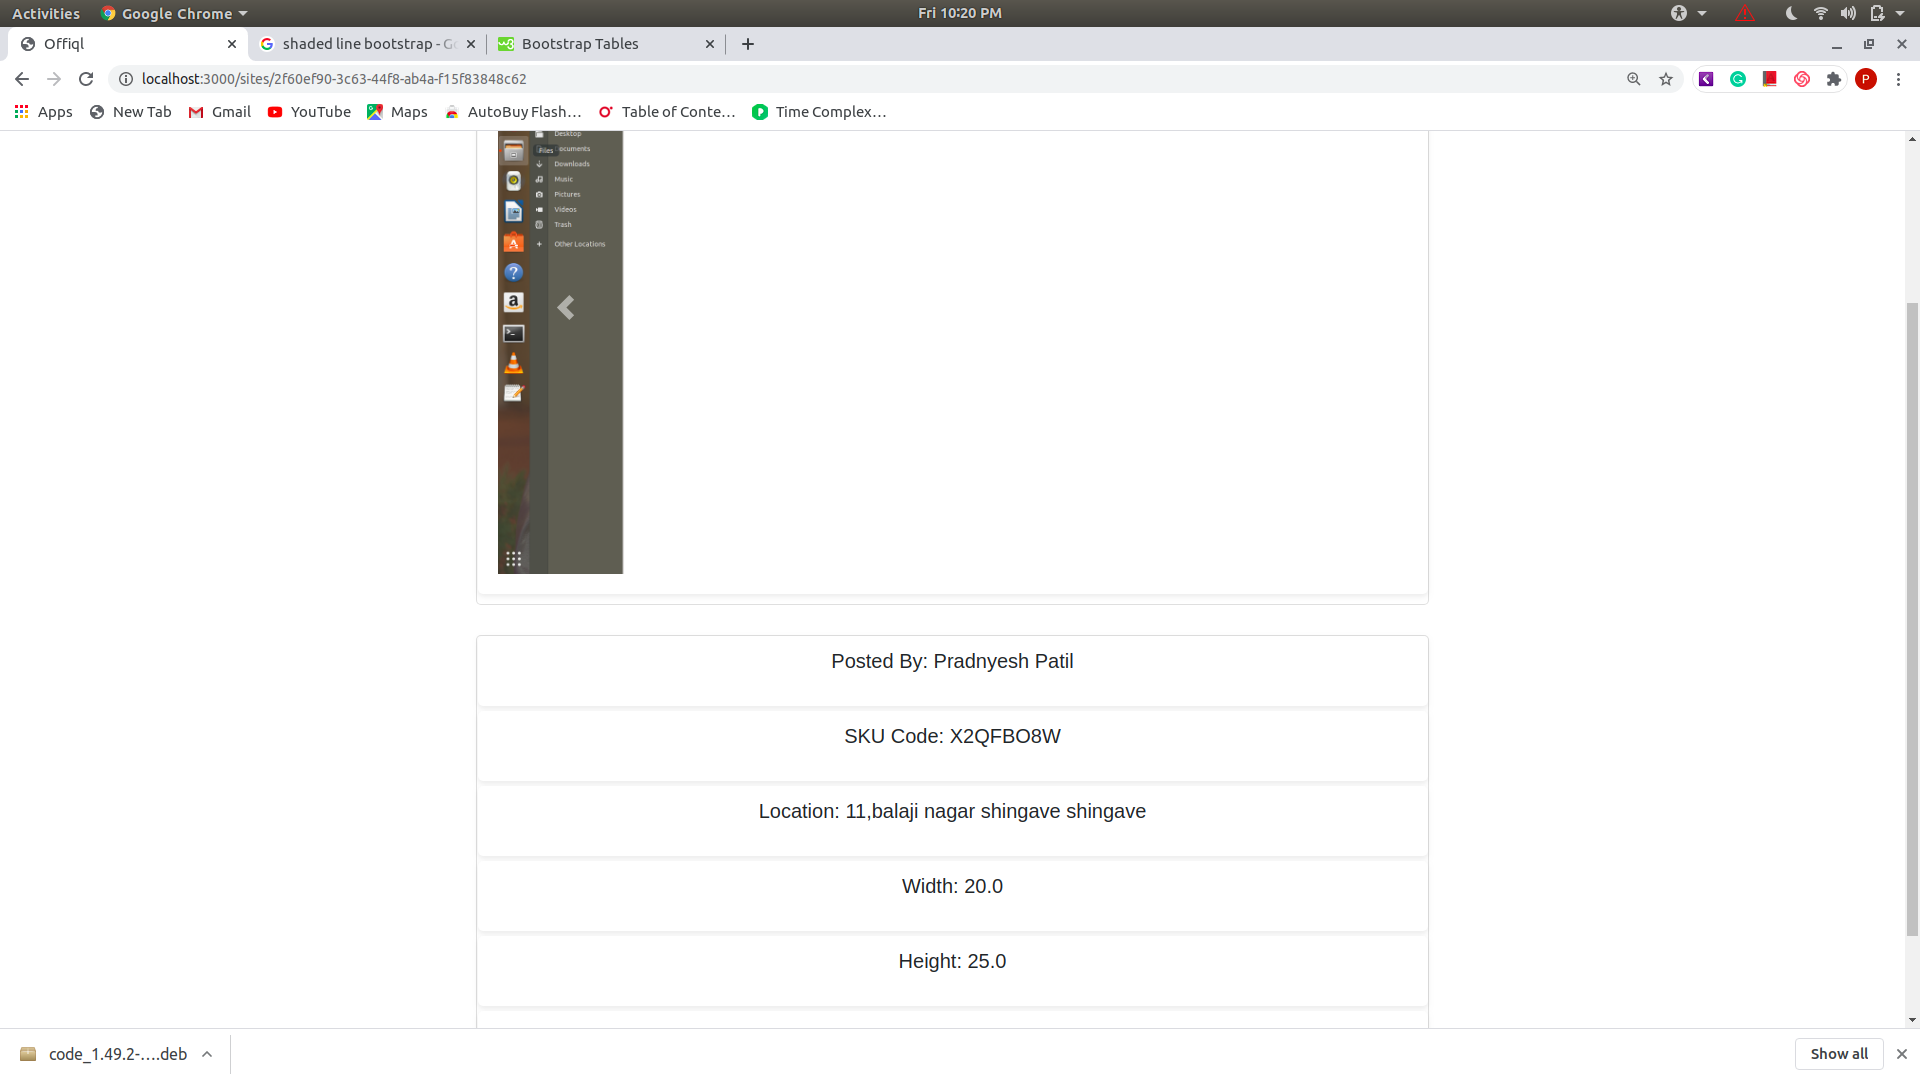 Activities Google Chrome Fri 10:20 PM
Offiql shaded line bootstrap - Go Bootstrap Tables
localhost:3000/sites/2f60ef90-3c63-44f8-ab4a-f15f83848c62 P
Apps New Tab Gmail YouTube Maps AutoBuy Flash… Table of Conte… Time Complex…
Desktop
Files ocuments
Downloads
Music
Pictures
Videos
Trash
Other Locations
Posted By: Pradnyesh Patil
SKU Code: X2QFBO8W
Location: 11,balaji nagar shingave shingave
Width: 20.0
Height: 25.0
code_1.49.2-….deb Show all